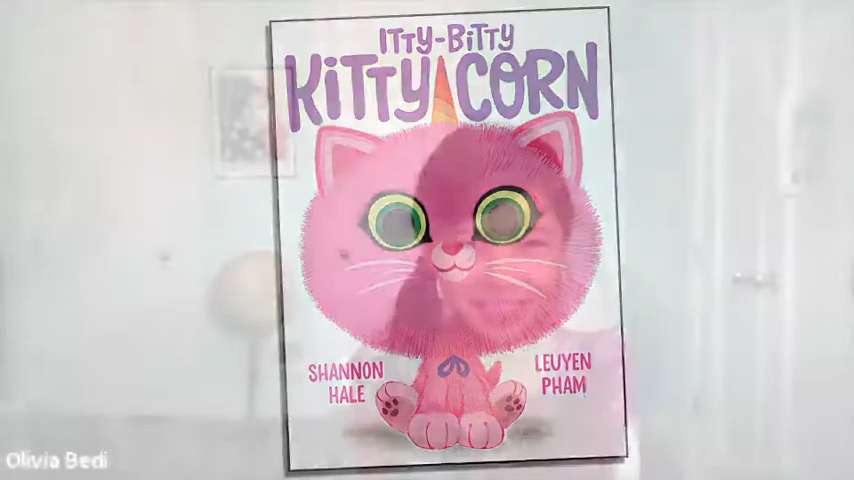 ITTY-BITTY
KITTY CORN
SHANNON
HALE
LEUYEN
PHAM
Olivia Bedi